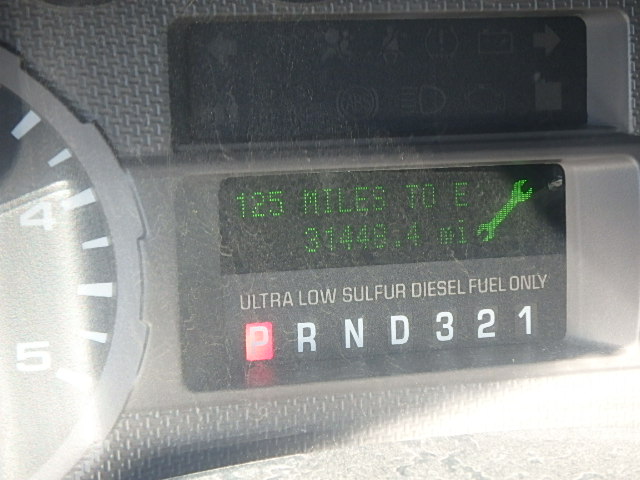 125 MILES TO E
31448.4 mi
ULTRA LOW SULFUR DIESEL FUEL ONLY
P R N D 3 2 1
4
5